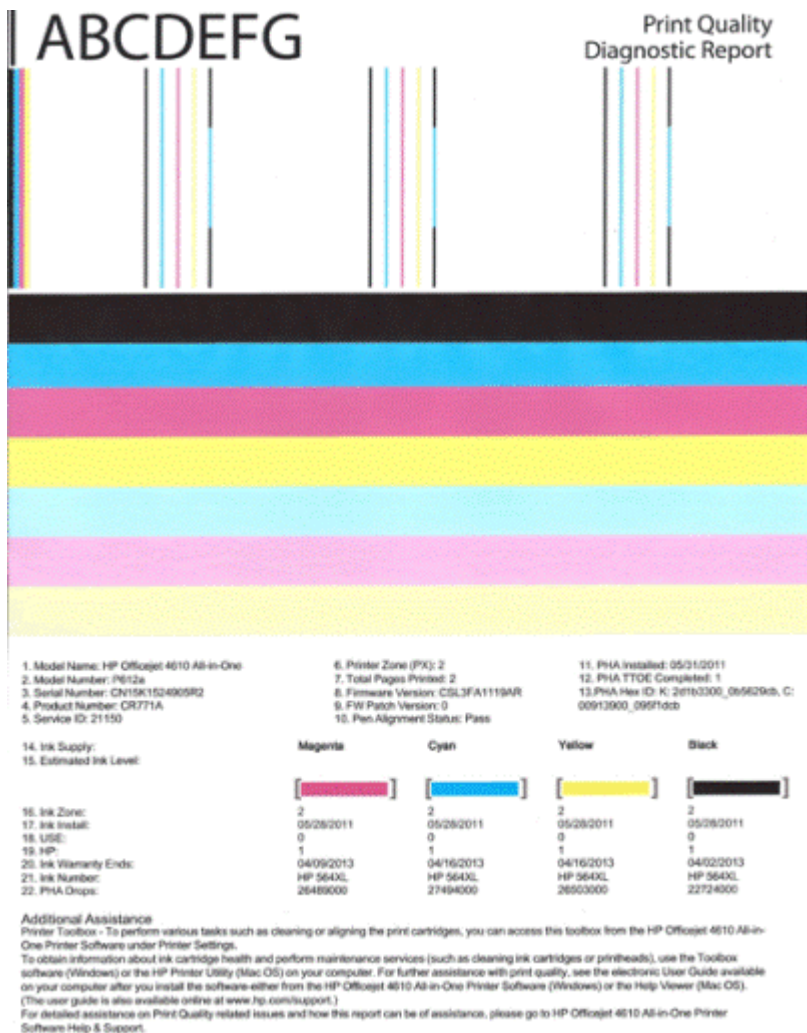 ABCDEFG
Print Quality
Diagnostic Report
1. Model Name: HP Officejet 4610 All-in-One
2. Model Number: P612a
3. Serial Number: CN15K1524905R2
4. Product Number: CR771A
5. Service ID: 21150
6. Printer Zone (PX): 2
7. Total Pages Printed: 2
8. Firmware Version: CSL3FA1119AR
9. FW Patch Version: 0
10. Pen Alignment Status: Pass
11. PHA Installed: 05/31/2011
12. PHA TTOE Completed: 1
13.PHA Hex ID: K: 2d1b3300_0b5629db, C:
00913900_095f1dcb
14. Ink Supply: Magenta Cyan Yellow Black
15. Estimated Ink Level:
16. Ink Zone: 2 2 2 2
17. Ink Install: 05/28/2011 05/28/2011 05/28/2011 05/28/2011
18. USE: 0 0 0 0
19. HP: 1 1 1 1
20. Ink Warranty Ends: 04/09/2013 04/16/2013 04/16/2013 04/02/2013
21. Ink Number: HP 564XL HP 564XL HP 564XL HP 564XL
22. PHA Drops: 26489000 27494000 26503000 22724000
Additional Assistance
Printer Toolbox - To perform various tasks such as cleaning or aligning the print cartridges, you can access this toolbox from the HP Officejet 4610 All-in-
One Printer Software under Printer Settings.
To obtain information about ink cartridge health and perform maintenance services (such as cleaning ink cartridges or printheads), use the Toolbox
software (Windows) or the HP Printer Utility (Mac OS) on your computer. For further assistance with print quality, see the electronic User Guide available
on your computer after you install the software-either from the HP Officejet 4610 All-in-One Printer Software (Windows) or the Help Viewer (Mac OS).
(The user guide is also available online at www.hp.com/support.)
For detailed assistance on Print Quality related issues and how this report can be of assistance, please go to HP Officejet 4610 All-in-One Printer
Software Help & Support.